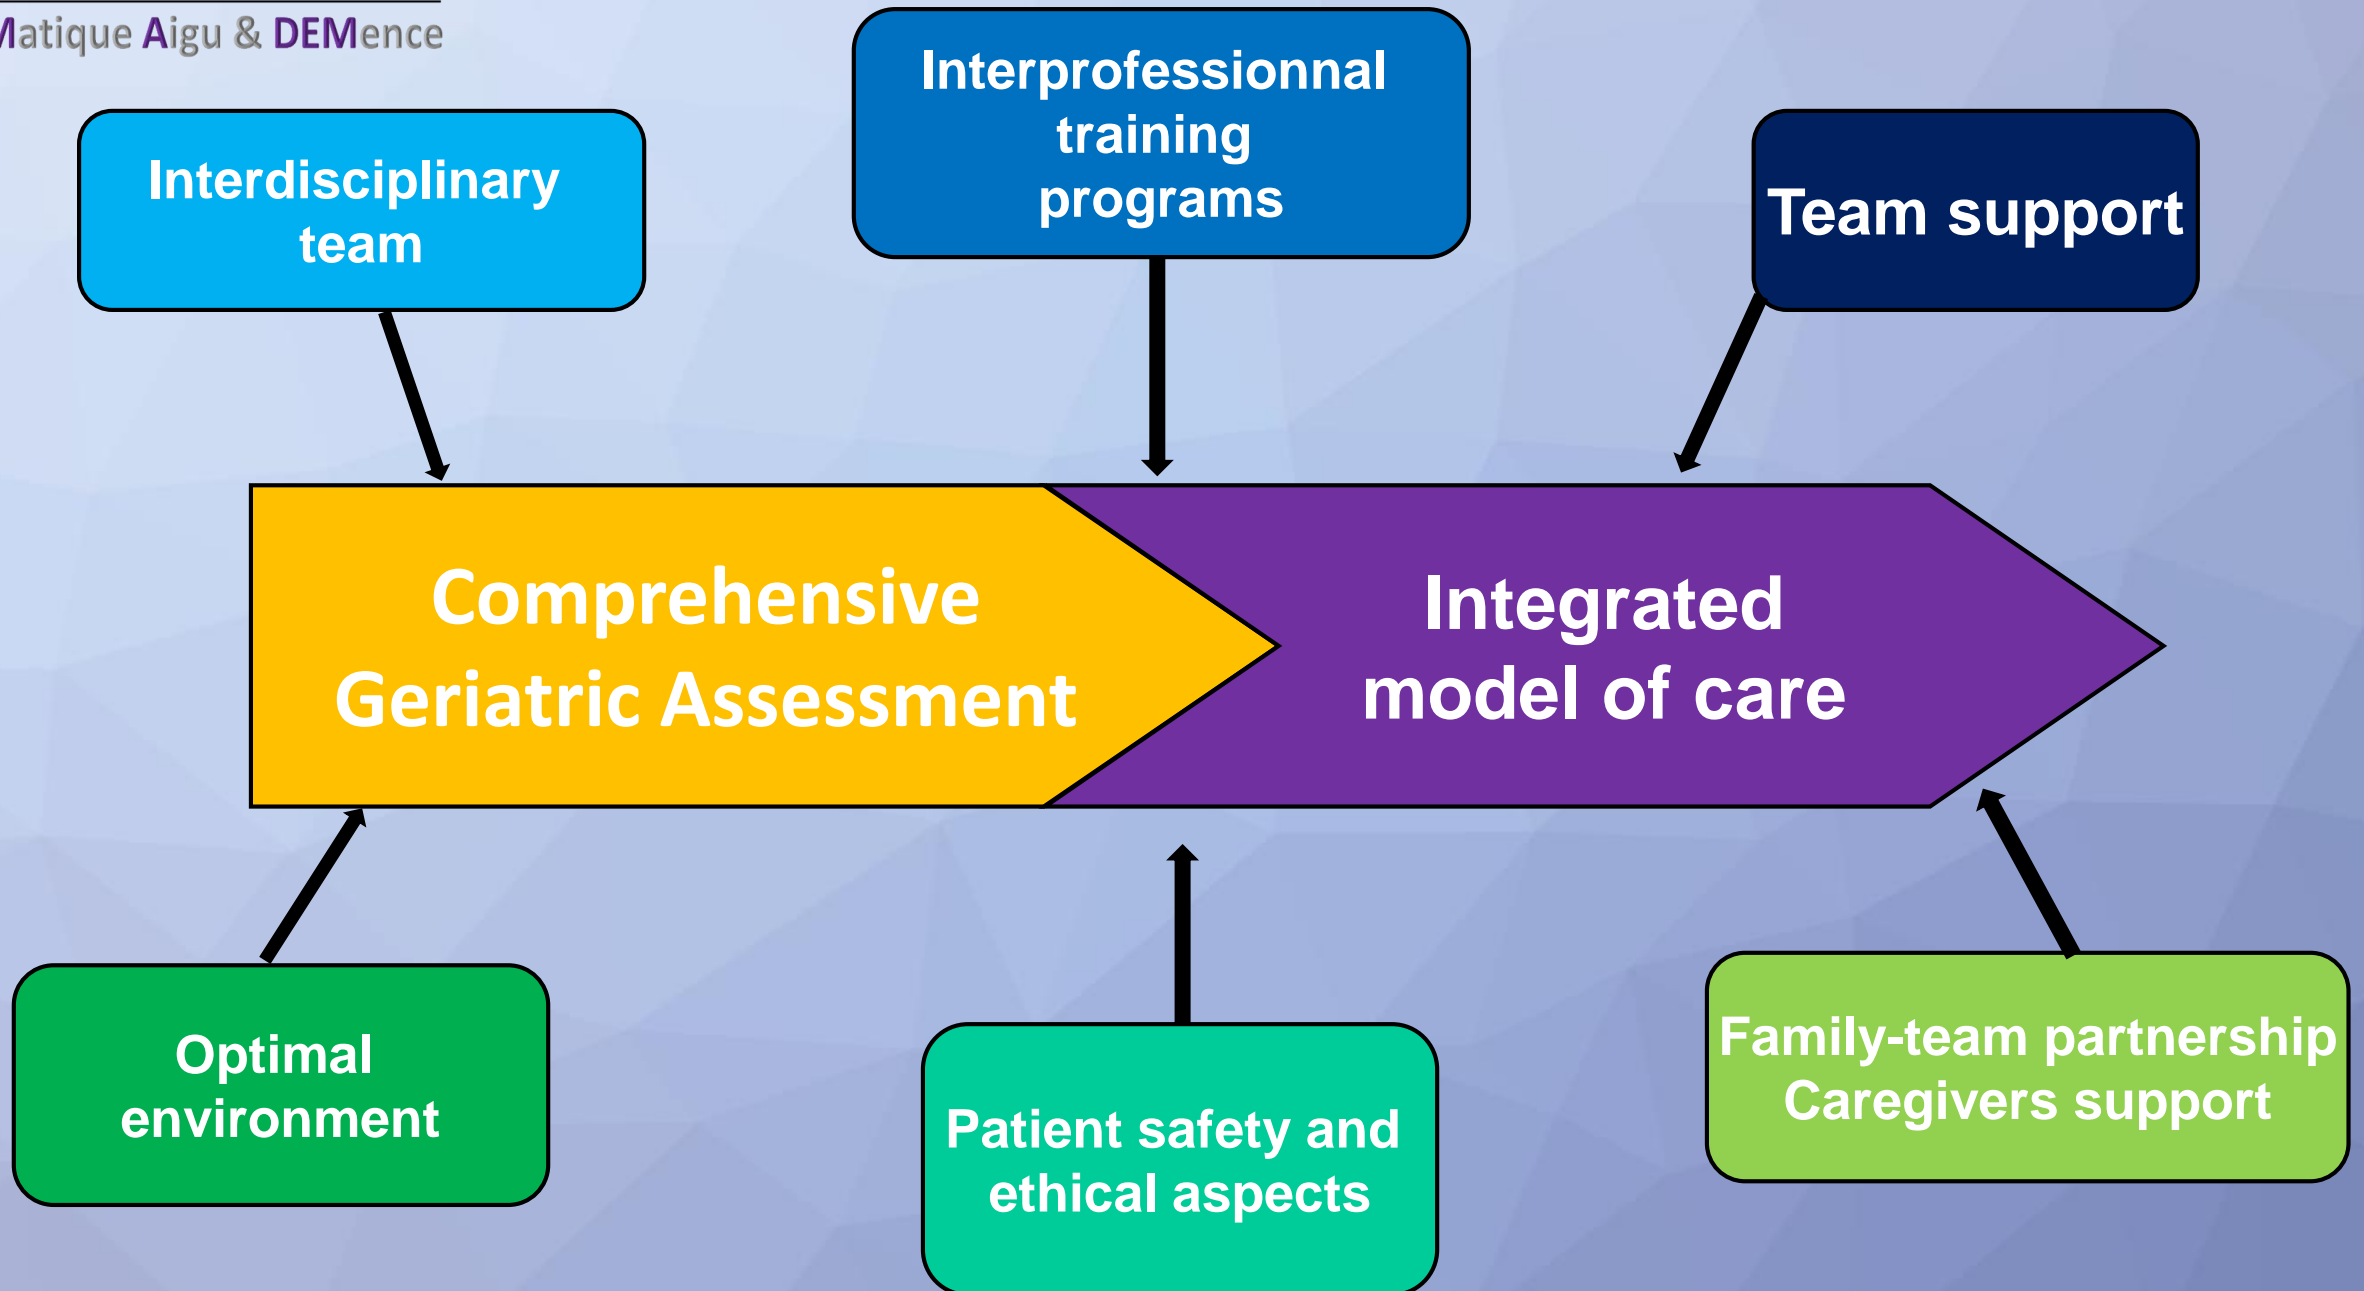 Aigu & DEMence
Interprofessionnal
training
programs
Interdisciplinary
team
Team support
Comprehensive
Geriatric Assessment
Integrated
model of care
Optimal
environment
Patient safety and
ethical aspects
Family-team partnership
Caregivers support